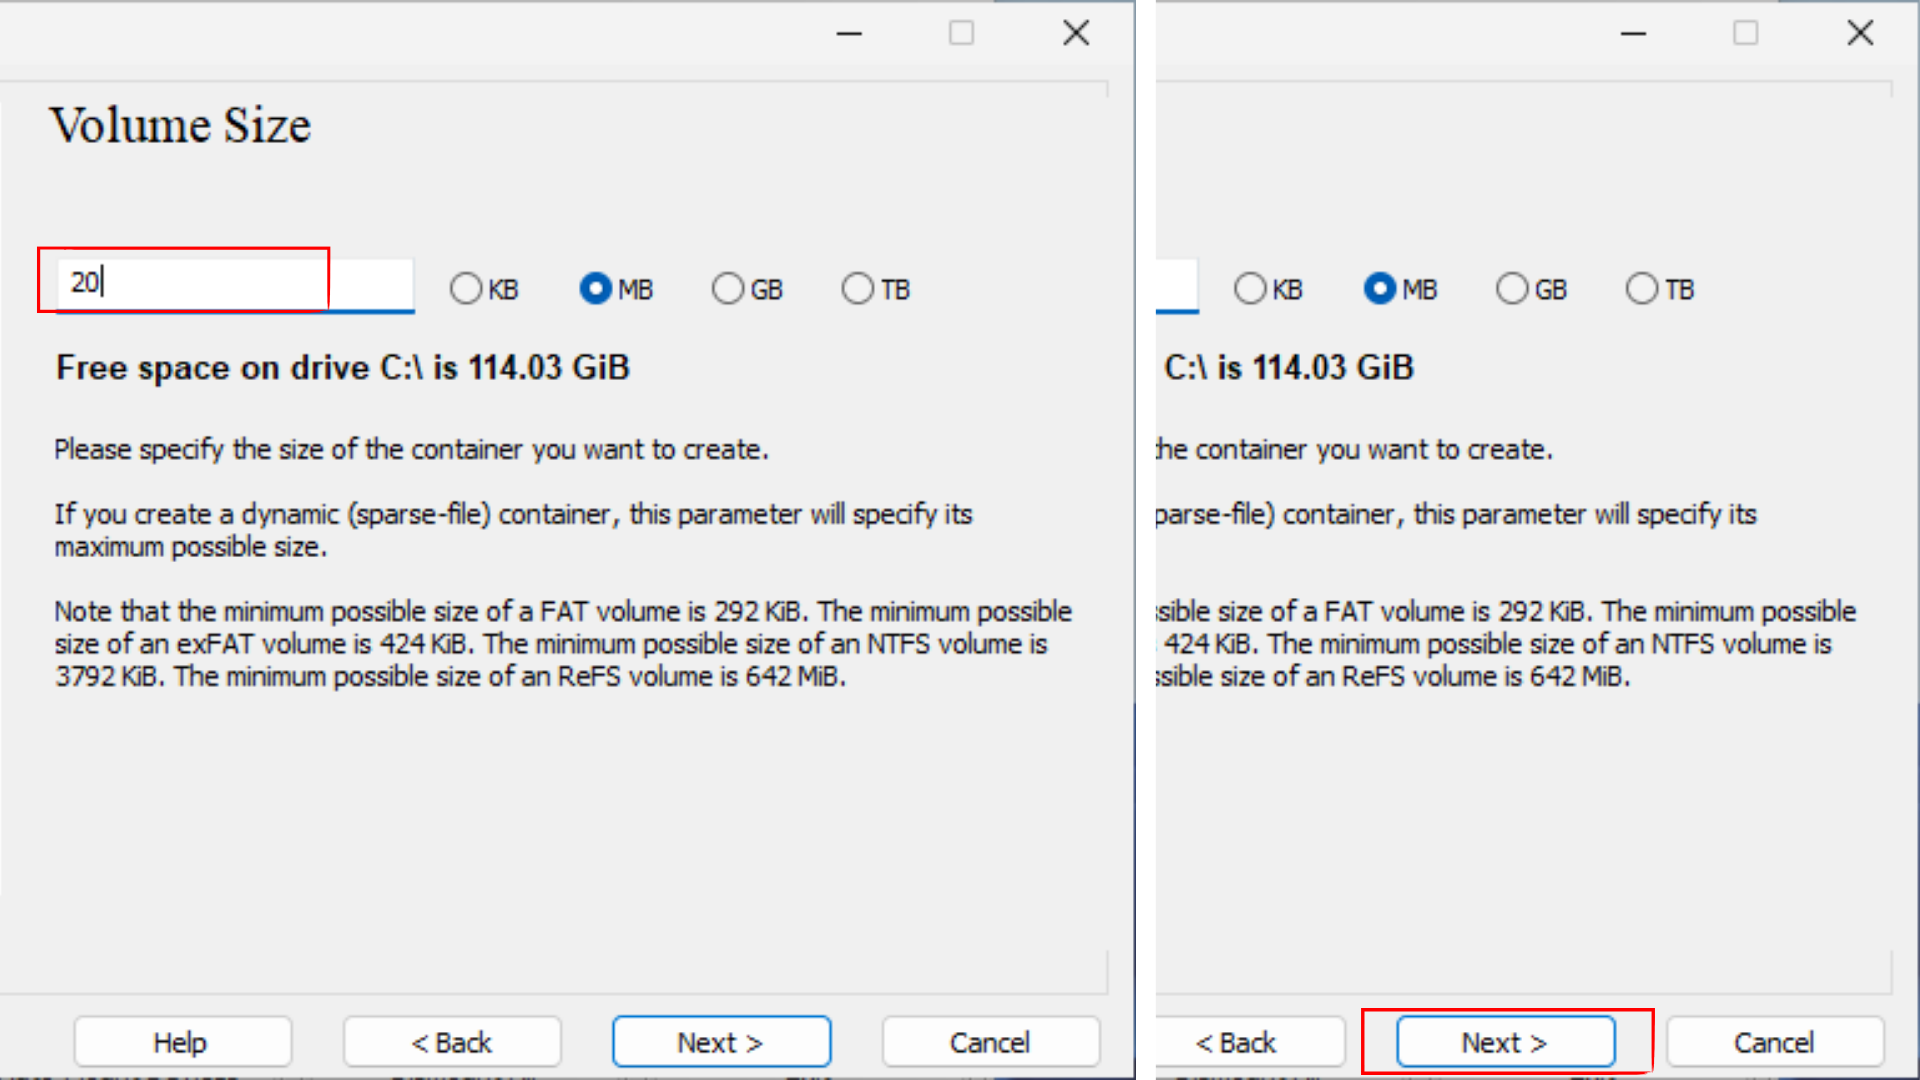 Volume Size
20
KB MB GB TB
Free space on drive C:\ is 114.03 GiB
Please specify the size of the container you want to create.
If you create a dynamic (sparse-file) container, this parameter will specify its
maximum possible size.
Note that the minimum possible size of a FAT volume is 292 KiB. The minimum possible
size of an exFAT volume is 424 KiB. The minimum possible size of an NTFS volume is
3792 KiB. The minimum possible size of an ReFS volume is 642 MiB.
Help < Back Next > Cancel
KB MB GB TB
C:\ is 114.03 GiB
the container you want to create.
parse-file) container, this parameter will specify its
ssible size of a FAT volume is 292 KiB. The minimum possible
424 KiB. The minimum possible size of an NTFS volume is
ssible size of an ReFS volume is 642 MiB.
< Back Next > Cancel